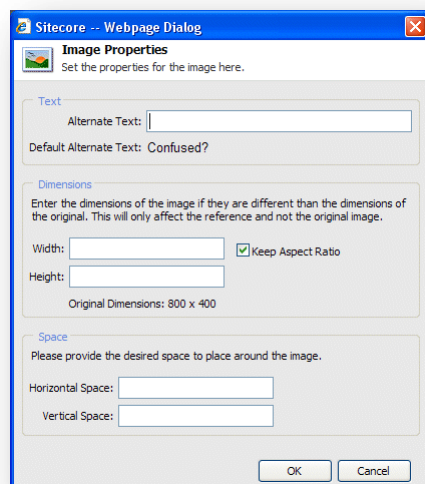 Sitecore -- Webpage Dialog
Image Properties
Set the properties for the image here.
Text
Alternate Text:
Default Alternate Text: Confused?
Dimensions
Enter the dimensions of the image if they are different than the dimensions of
the original. This will only affect the reference and not the original image.
Width:
Keep Aspect Ratio
Height:
Original Dimensions: 800 x 400
Space
Please provide the desired space to place around the image.
Horizontal Space:
Vertical Space:
OK Cancel